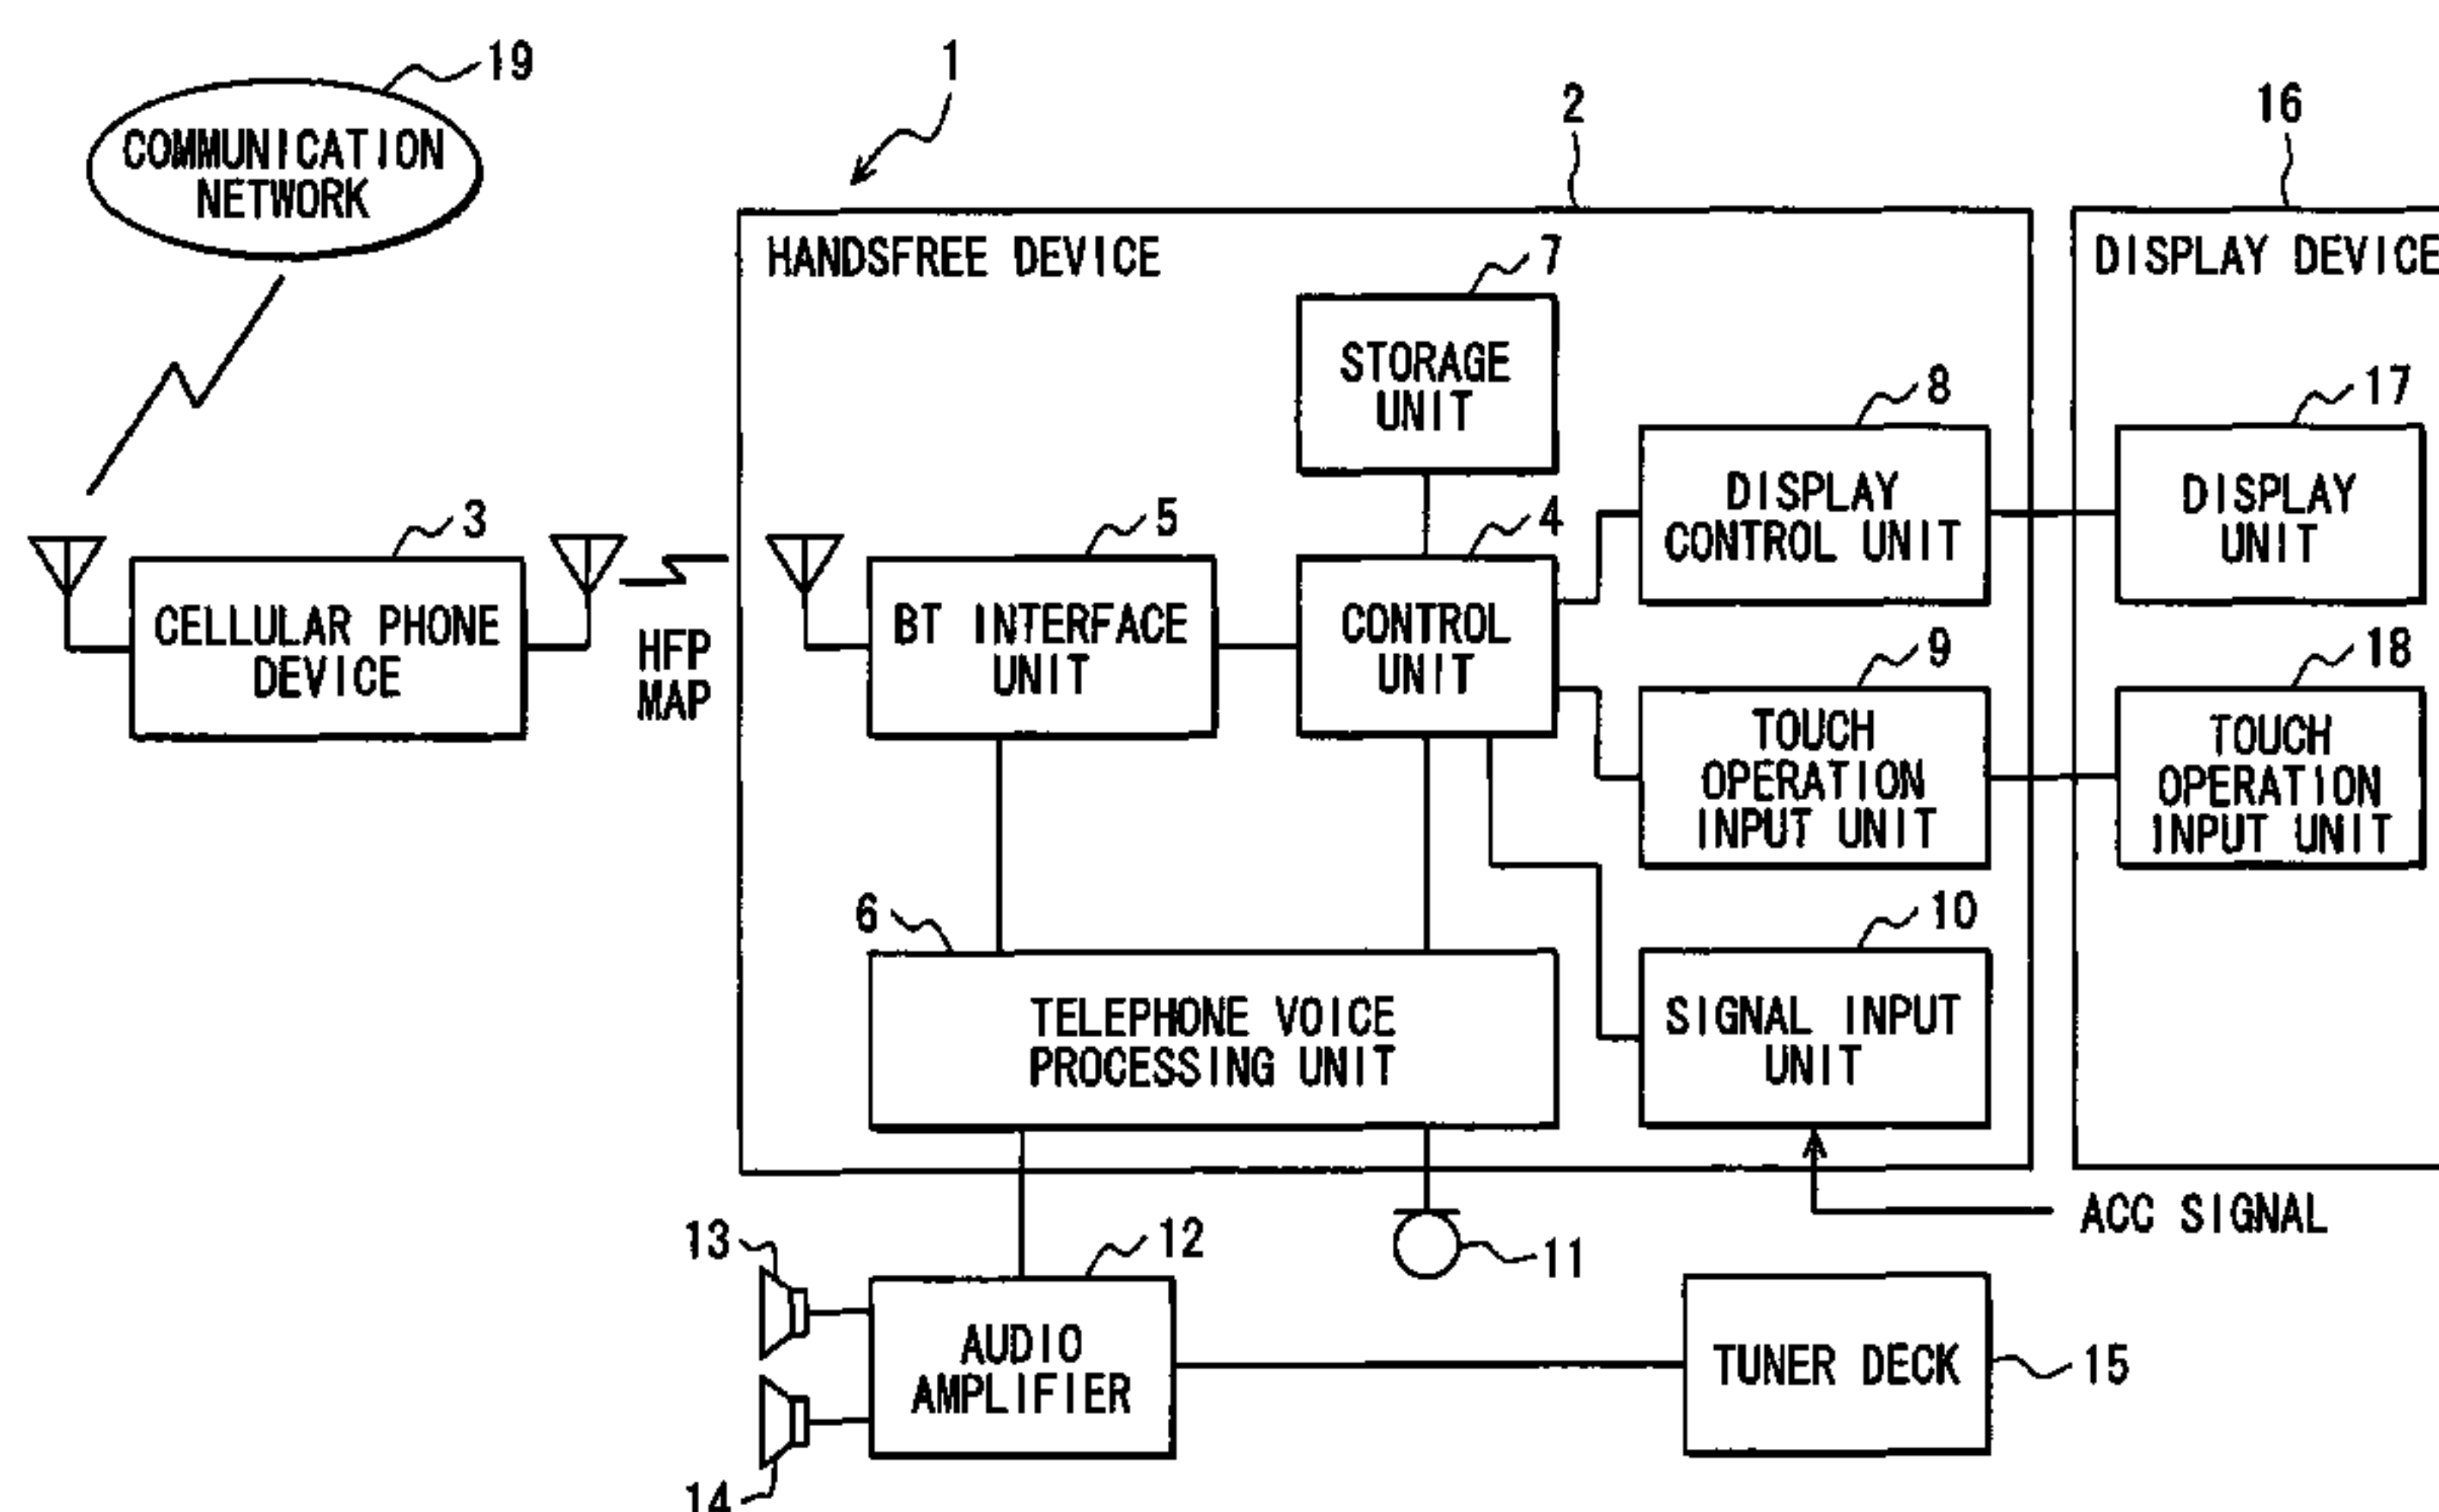 19
COMMUNICATION
NETWORK
1
2
16
HANDSFREE DEVICE
DISPLAY DEVICE
7
STORAGE
UNIT
8
DISPLAY
CONTROL UNIT
17
DISPLAY
UNIT
3
CELLULAR PHONE
DEVICE
HFP
MAP
5
BT INTERFACE
UNIT
4
CONTROL
UNIT
9
TOUCH
OPERATION
INPUT UNIT
18
TOUCH
OPERATION
INPUT UNIT
6
TELEPHONE VOICE
PROCESSING UNIT
10
SIGNAL INPUT
UNIT
ACC SIGNAL
13
12
11
AUDIO
AMPLIFIER
TUNER DECK
15
14